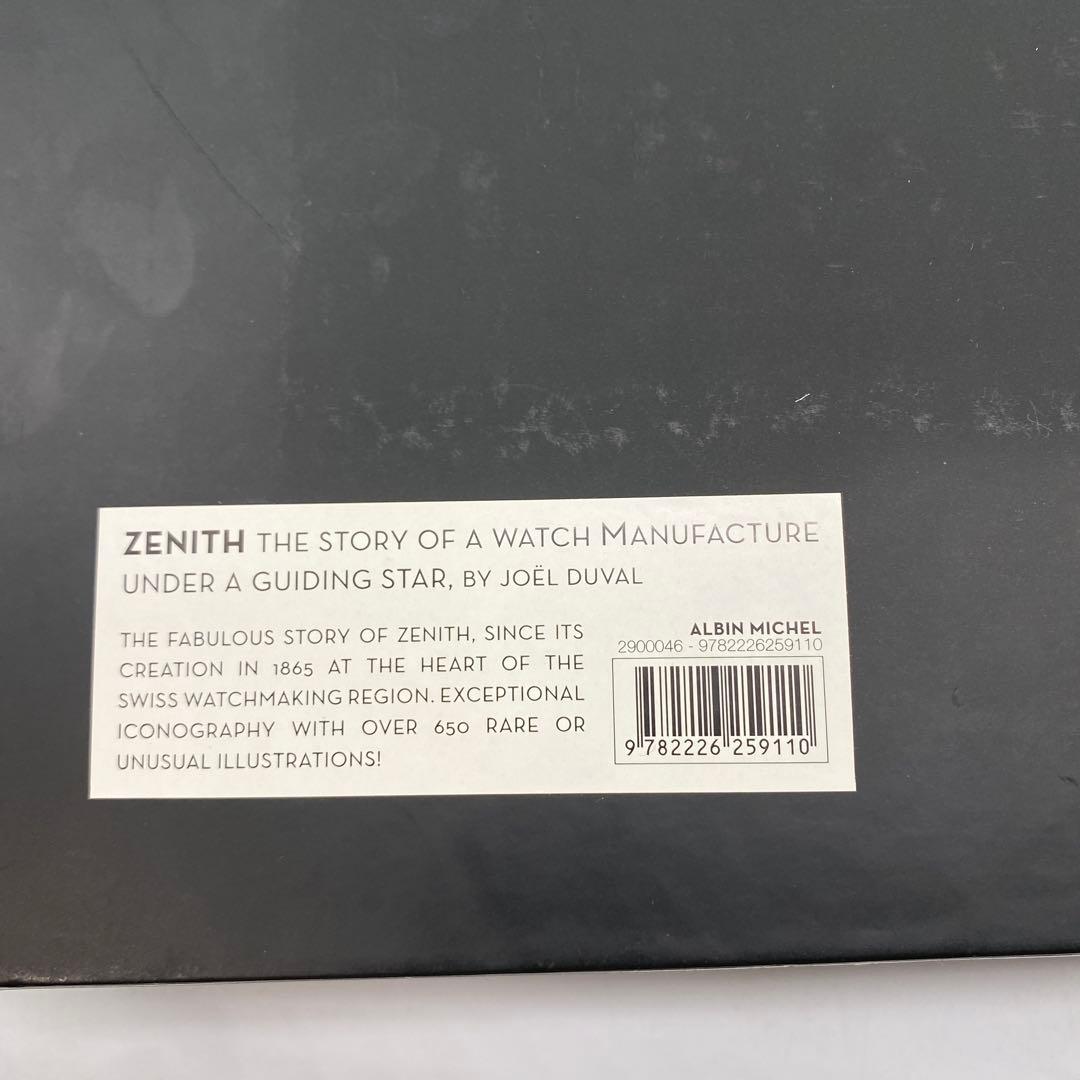 ZENITH THE STORY OF A WATCH MANUFACTURE
UNDER A GUIDING STAR, BY JOËL DUVAL
THE FABULOUS STORY OF ZENITH, SINCE ITS
CREATION IN 1865 AT THE HEART OF THE
SWISS WATCHMAKING REGION. EXCEPTIONAL
ICONOGRAPHY WITH OVER 650 RARE OR
UNUSUAL ILLUSTRATIONS!
ALBIN MICHEL
2900046 - 9782226259110
9 782226 259110